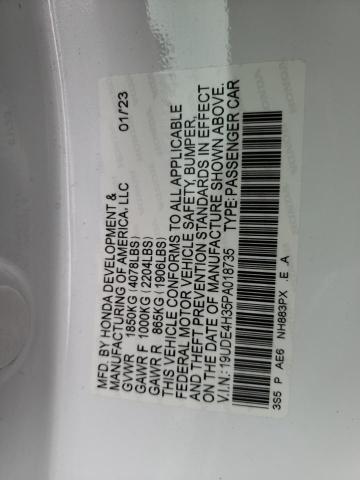 MFD. BY HONDA DEVELOPMENT &
MANUFACTURING OF AMERICA, LLC 01/'23
GVWR 1850KG (4078LBS)
GAWR F 1000KG (2204LBS)
GAWR R 865KG (1906LBS)
THIS VEHICLE CONFORMS TO ALL APPLICABLE
FEDERAL MOTOR VEHICLE SAFETY, BUMPER,
AND THEFT PREVENTION STANDARDS IN EFFECT
ON THE DATE OF MANUFACTURE SHOWN ABOVE.
V.I.N.: 19UDE4H35PA018735 TYPE: PASSENGER CAR
3S5 P AE6 NH883PX .E .A